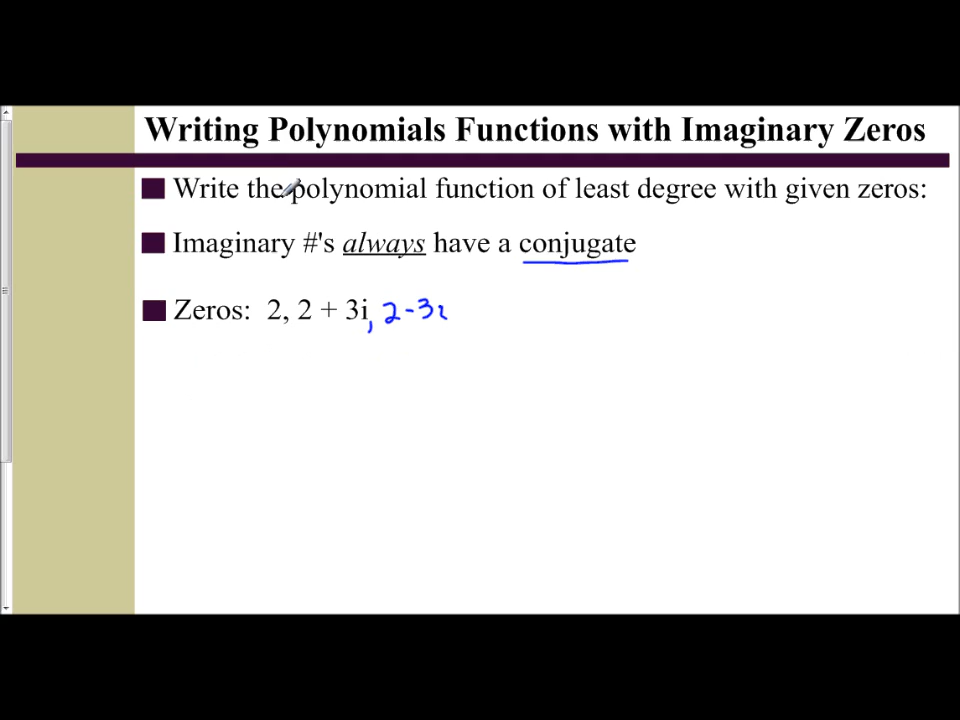 Writing Polynomials Functions with Imaginary Zeros
Write the polynomial function of least degree with given zeros:
Imaginary #'s always have a conjugate
Zeros: 2, 2 + 3i, 2-3i